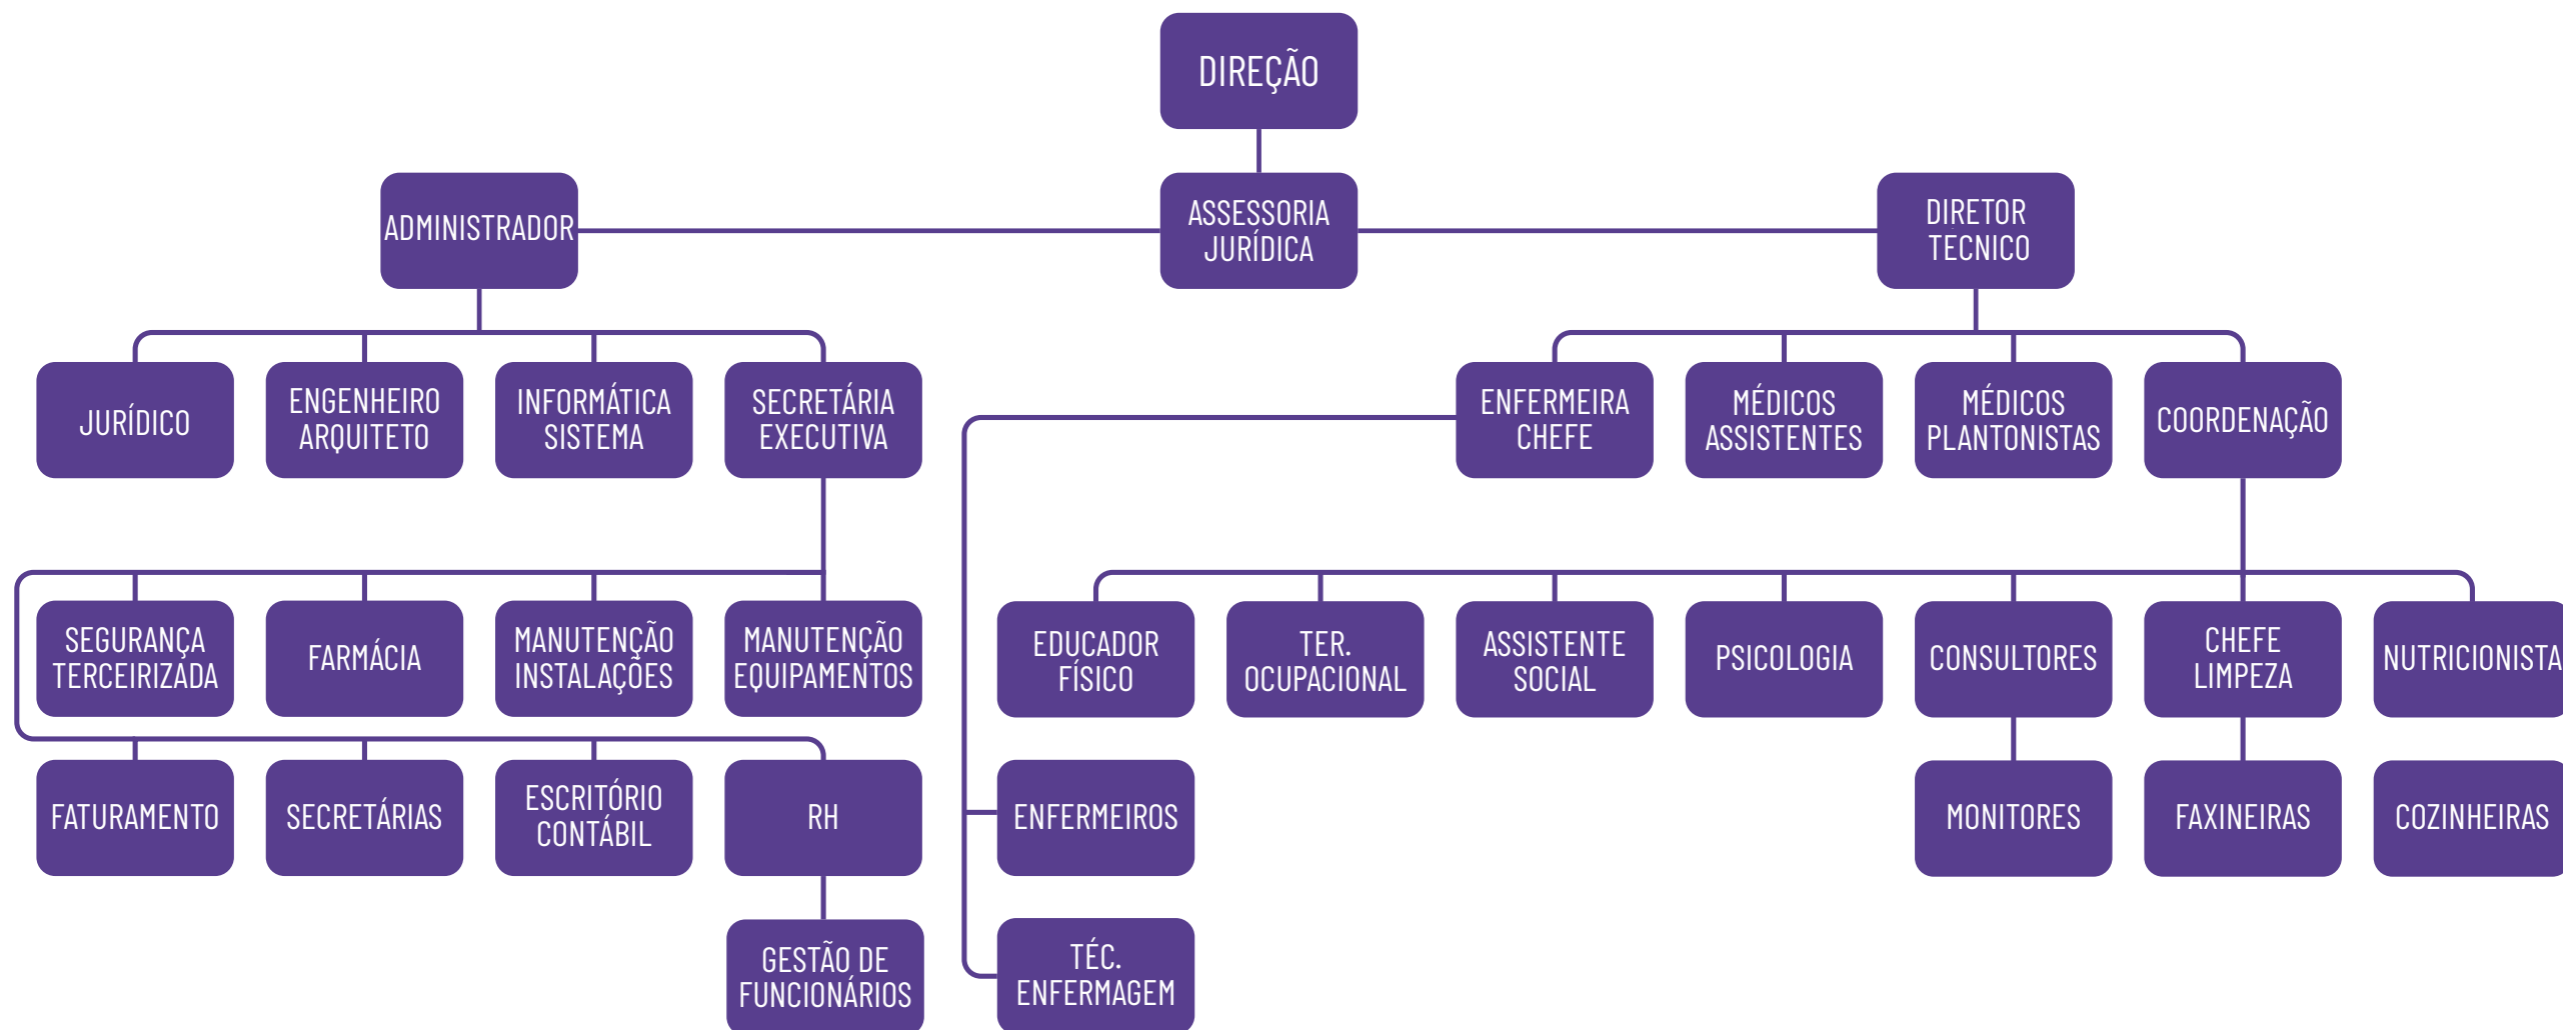 DIREÇÃO
ADMINISTRADOR
ASSESSORIA
JURÍDICA
DIRETOR
TÉCNICO
JURÍDICO
ENGENHEIRO
ARQUITETO
INFORMÁTICA
SISTEMA
SECRETÁRIA
EXECUTIVA
ENFERMEIRA
CHEFE
MÉDICOS
ASSISTENTES
MÉDICOS
PLANTONISTAS
COORDENAÇÃO
SEGURANÇA
TERCEIRIZADA
FARMÁCIA
MANUTENÇÃO
INSTALAÇÕES
MANUTENÇÃO
EQUIPAMENTOS
EDUCADOR
FÍSICO
TER.
OCUPACIONAL
ASSISTENTE
SOCIAL
PSICOLOGIA
CONSULTORES
CHEFE
LIMPEZA
NUTRICIONISTA
FATURAMENTO
SECRETÁRIAS
ESCRITÓRIO
CONTÁBIL
RH
ENFERMEIROS
MONITORES
FAXINEIRAS
COZINHEIRAS
GESTÃO DE
FUNCIONÁRIOS
TÉC.
ENFERMAGEM